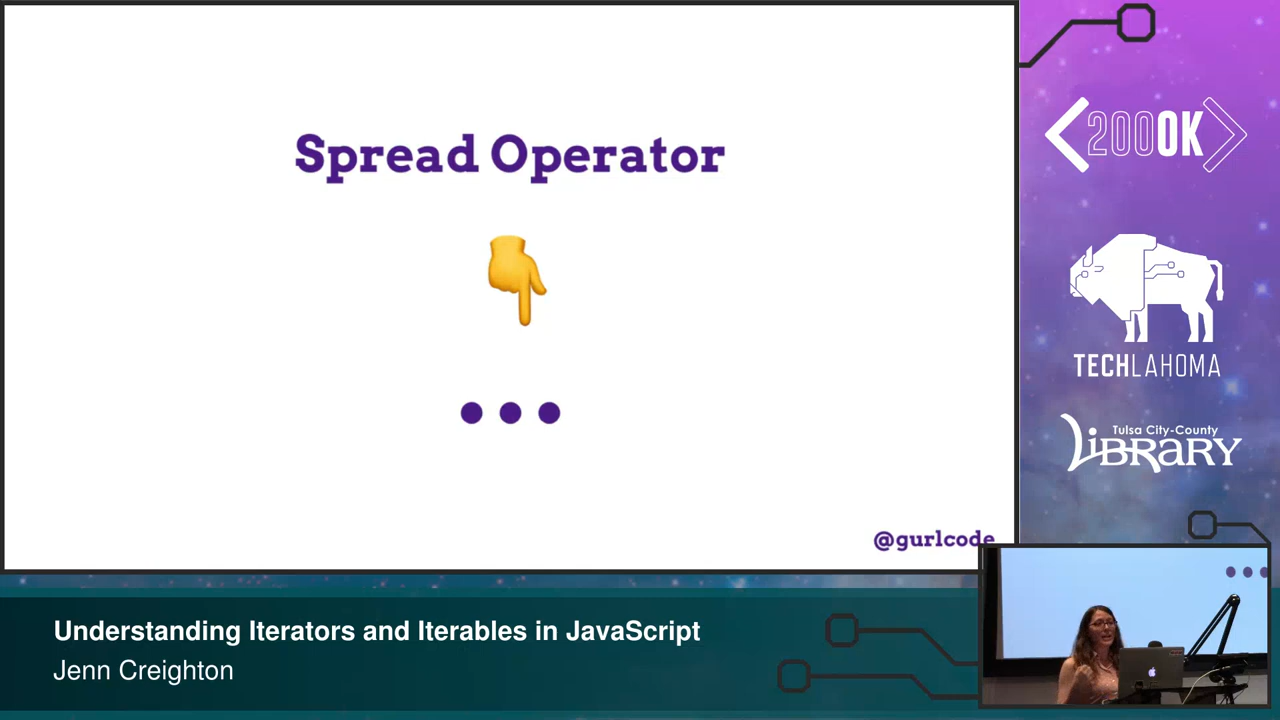 Spread Operator
...
@gurlcode
<200OK>
TECHLAHOMA
Tulsa City-County
LIBRARY
Understanding Iterators and Iterables in JavaScript
Jenn Creighton